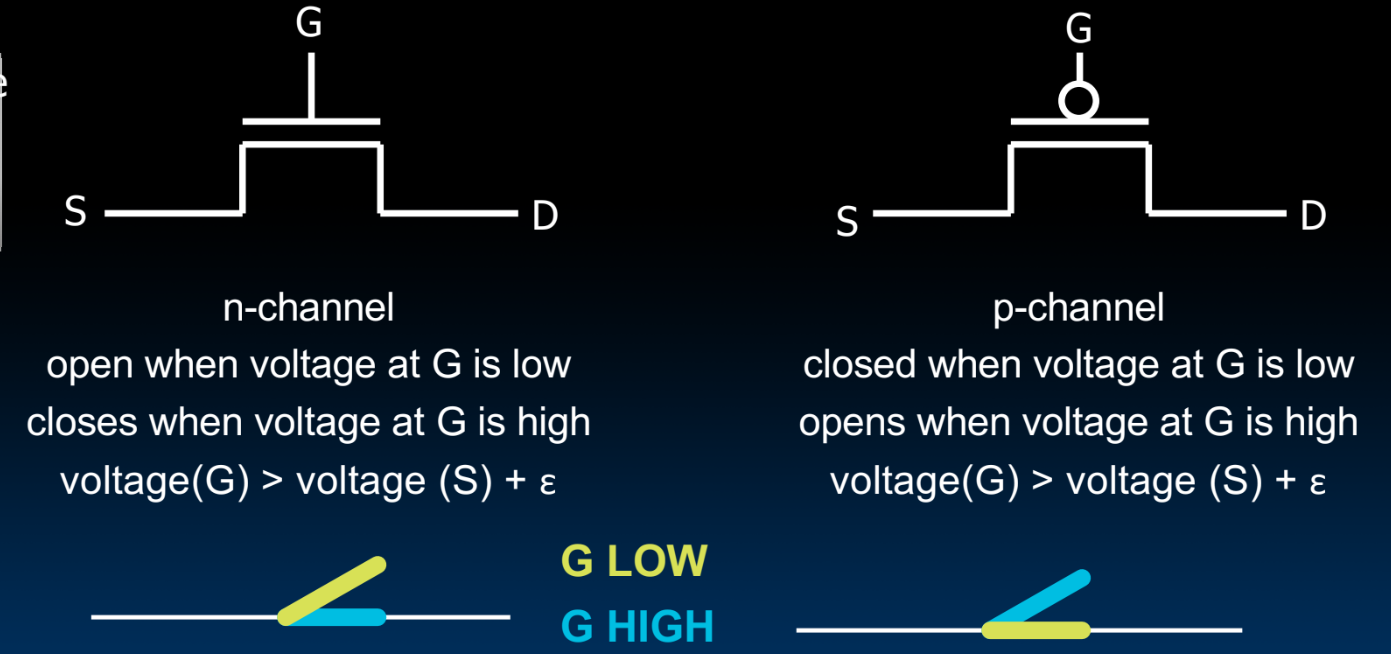 G
S
D
n-channel
open when voltage at G is low
closes when voltage at G is high
voltage(G) > voltage (S) + ε
G
S
D
p-channel
closed when voltage at G is low
opens when voltage at G is high
voltage(G) > voltage (S) + ε
G LOW
G HIGH